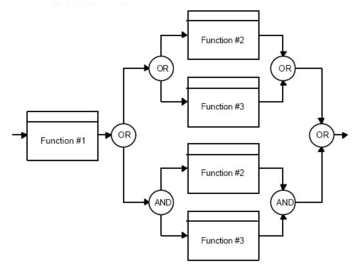 Function #2
OR
OR
Function #3
Function #1
OR
OR
Function #2
AND
AND
Function #3